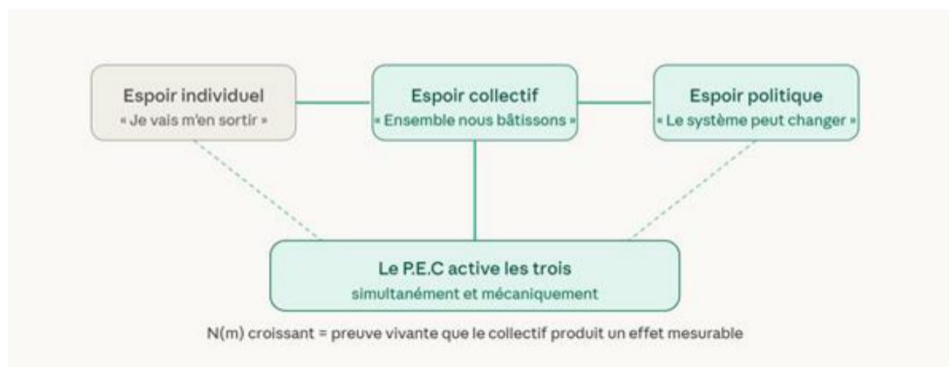 Espoir individuel
« Je vais m'en sortir »
Espoir collectif
« Ensemble nous bâtissons »
Espoir politique
« Le système peut changer »
Le P.E.C active les trois
simultanément et mécaniquement
N(m) croissant = preuve vivante que le collectif produit un effet mesurable